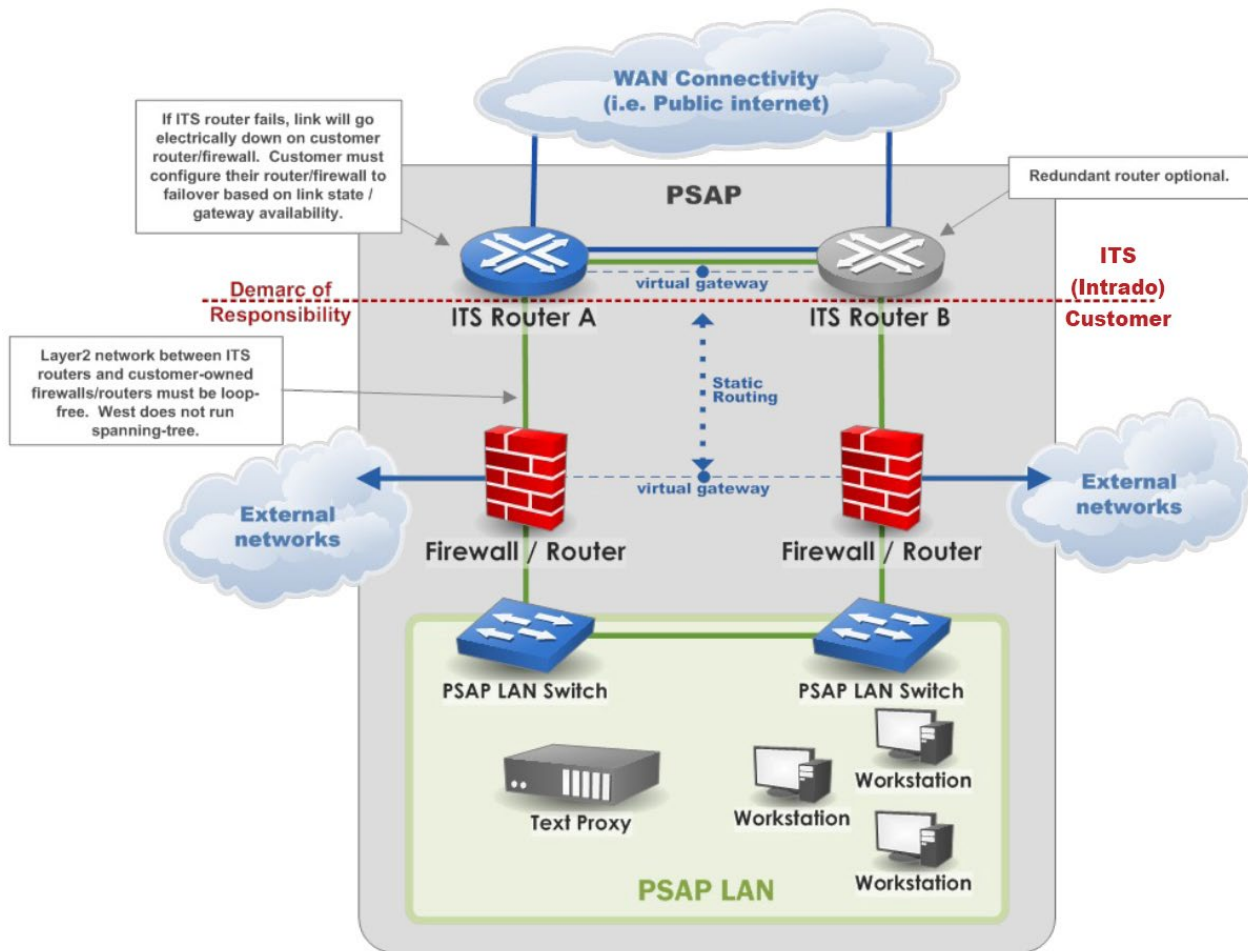 WAN Connectivity
(i.e. Public internet)
If ITS router fails, link will go
electrically down on customer
router/firewall.  Customer must
configure their router/firewall to
failover based on link state /
gateway availability.
PSAP
Redundant router optional.
virtual gateway
ITS
(Intrado)
Demarc of
Responsibility
ITS Router A
ITS Router B
Customer
Layer2 network between ITS
routers and customer-owned
firewalls/routers must be loop-
free.  West does not run
spanning-tree.
Static
Routing
virtual gateway
External
networks
External
networks
Firewall / Router
Firewall / Router
PSAP LAN Switch
PSAP LAN Switch
Text Proxy
Workstation
Workstation
Workstation
PSAP LAN